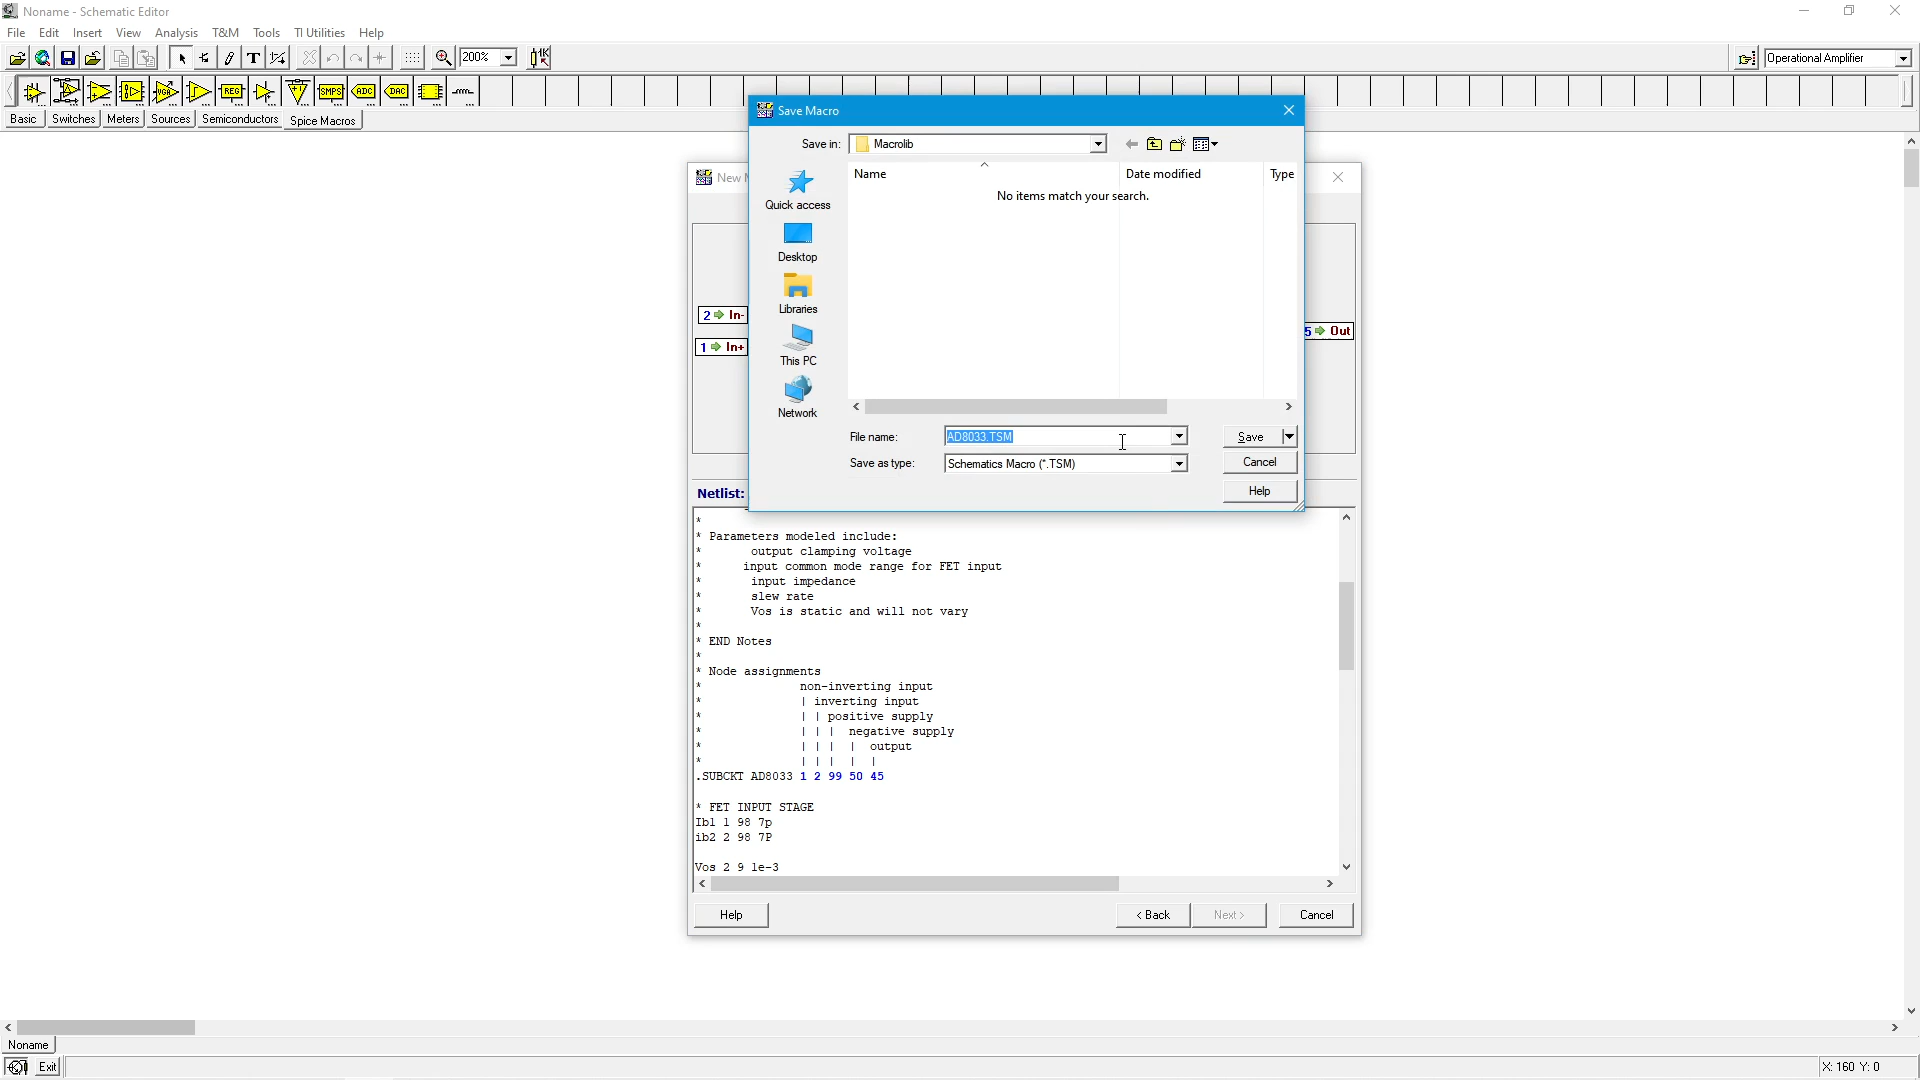 Noname - Schematic Editor
File Edit Insert View Analysis T&M Tools TI Utilities Help
200%
Operational Amplifier
VGA REG SMPS ADC DAC
Basic Switches Meters Sources Semiconductors Spice Macros
Save Macro
Save in: Macrolib
New
Name Date modified Type
No items match your search.
Quick access
Desktop
Libraries
This PC
Network
2 In-
1 In+
5 Out
File name: AD8033.TSM Save
Save as type: Schematics Macro (*.TSM) Cancel
Help
Netlist:
*
* Parameters modeled include:
* output clamping voltage
* input common mode range for FET input
* input impedance
* slew rate
* Vos is static and will not vary
*
* END Notes
*
* Node assignments
* non-inverting input
* | inverting input
* | | positive supply
* | | | negative supply
* | | | | output
* | | | | |
.SUBCKT AD8033 1 2 99 50 45
* FET INPUT STAGE
Ib1 1 98 7p
ib2 2 98 7P
Vos 2 9 1e-3
Help < Back Next > Cancel
Noname
Exit
X: 160 Y: 0